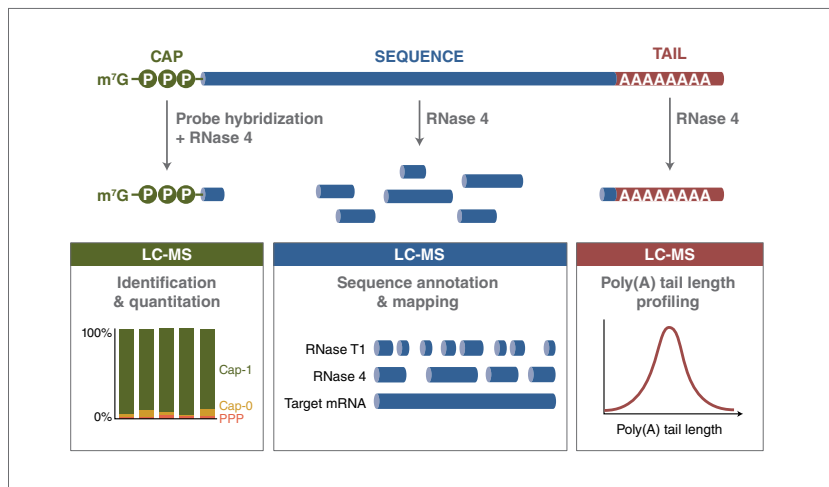 CAP
SEQUENCE
TAIL
m⁷G
P P P
AAAAAAAA
Probe hybridization
+ RNase 4
RNase 4
RNase 4
m⁷G
P P P
AAAAAAAA
LC-MS
Identification
& quantitation
100%
0%
Cap-1
Cap-0
PPP
LC-MS
Sequence annotation
& mapping
RNase T1
RNase 4
Target mRNA
LC-MS
Poly(A) tail length
profiling
Poly(A) tail length